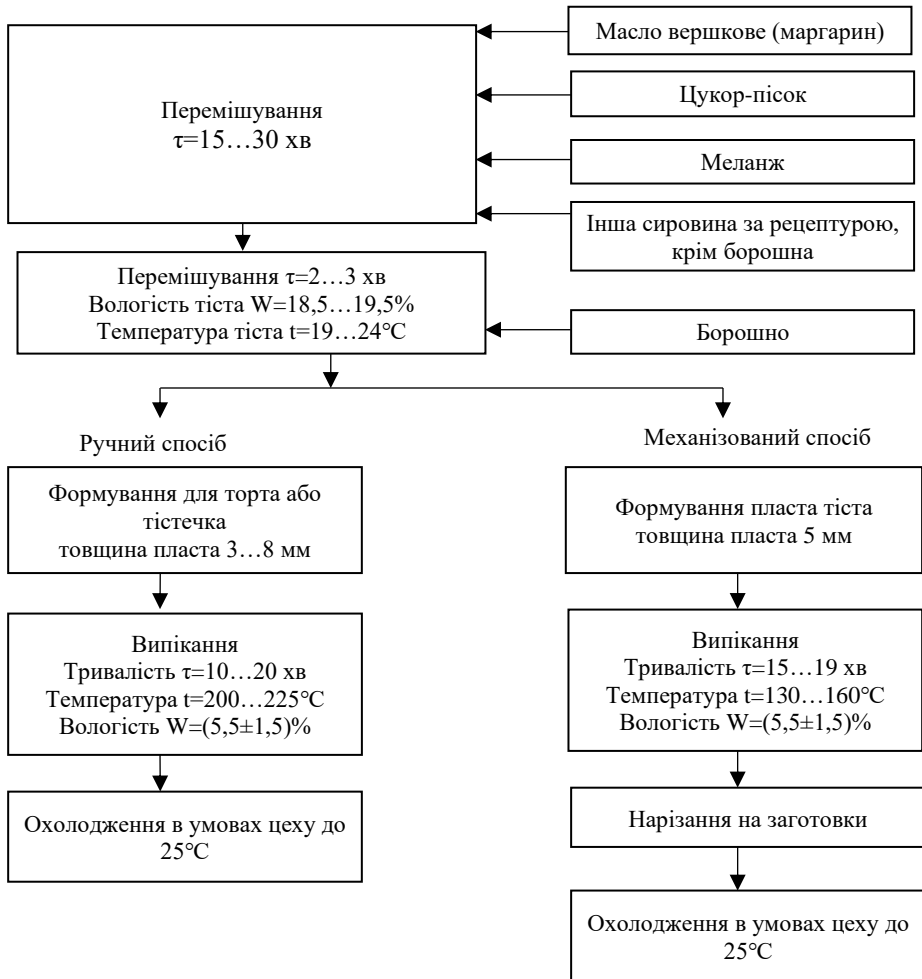 Масло вершкове (маргарин)
Цукор-пісок
Перемішування
τ=15…30 хв
Меланж
Інша сировина за рецептурою,
крім борошна
Перемішування τ=2…3 хв
Вологість тіста W=18,5…19,5%
Температура тіста t=19…24°С
Борошно
Ручний спосіб
Механізований спосіб
Формування для торта або
тістечка
товщина пласта 3…8 мм
Формування пласта тіста
товщина пласта 5 мм
Випікання
Тривалість τ=10…20 хв
Температура t=200…225°С
Вологість W=(5,5±1,5)%
Випікання
Тривалість τ=15…19 хв
Температура t=130…160°С
Вологість W=(5,5±1,5)%
Охолодження в умовах цеху до
25°С
Нарізання на заготовки
Охолодження в умовах цеху до
25°С